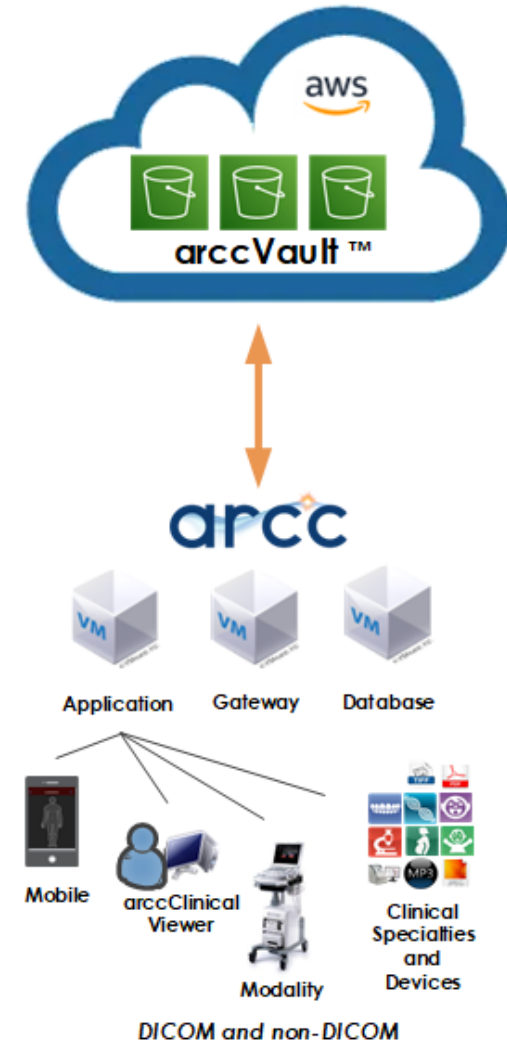 aws
arccVault ™
arcc
VM
VM
VM
Application
Gateway
Database
TIFF
PDF
MP3
Mobile
arccClinical
Viewer
Modality
Clinical
Specialties
and
Devices
DICOM and non-DICOM